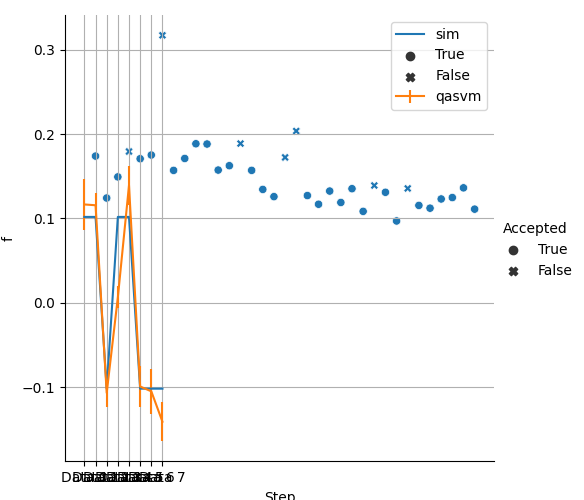 sim
True
False
qasvm
0.3
0.2
0.1
0.0
−0.1
f
Accepted
True
False
7
Step